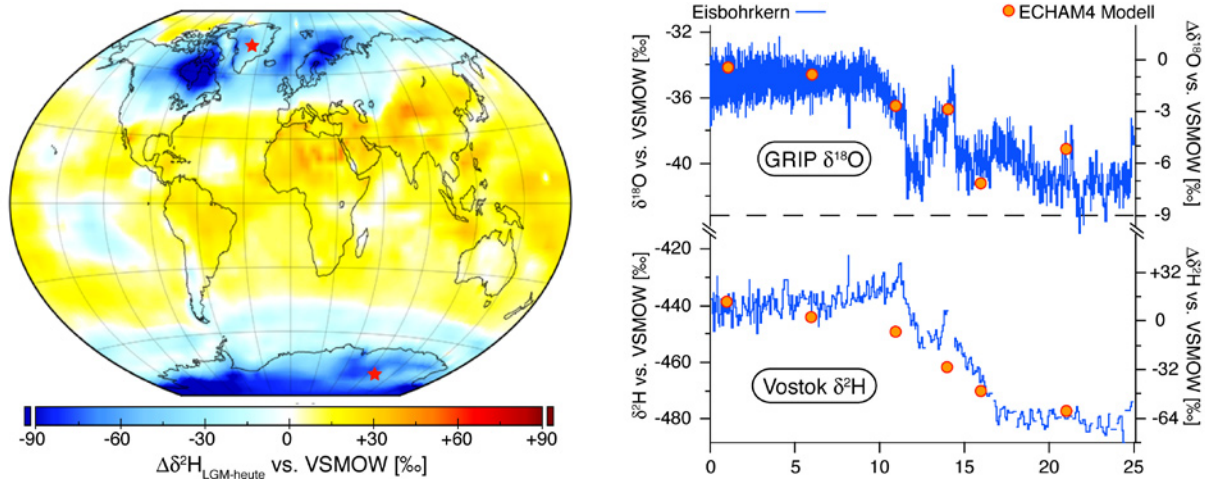 -90 -60 -30 0 +30 +60 +90
Δδ²H LGM-heute vs. VSMOW [‰]
Eisbohrkern
ECHAM4 Modell
-32
-36
-40
δ¹⁸O vs. VSMOW [‰]
GRIP δ¹⁸O
0
-3
-6
-9
Δδ¹⁸O vs. VSMOW [‰]
-420
-440
-460
-480
δ²H vs. VSMOW [‰]
Vostok δ²H
+32
0
-32
-64
Δδ²H vs. VSMOW [‰]
0 5 10 15 20 25